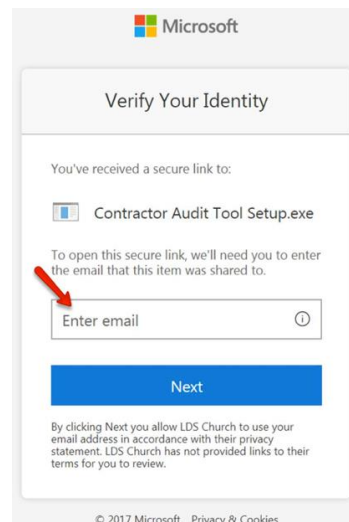 Microsoft
Verify Your Identity
You've received a secure link to:
Contractor Audit Tool Setup.exe
To open this secure link, we'll need you to enter
the email that this item was shared to.
Enter email
Next
By clicking Next you allow LDS Church to use your
email address in accordance with their privacy
statement. LDS Church has not provided links to their
terms for you to review.
© 2017 Microsoft Privacy & Cookies